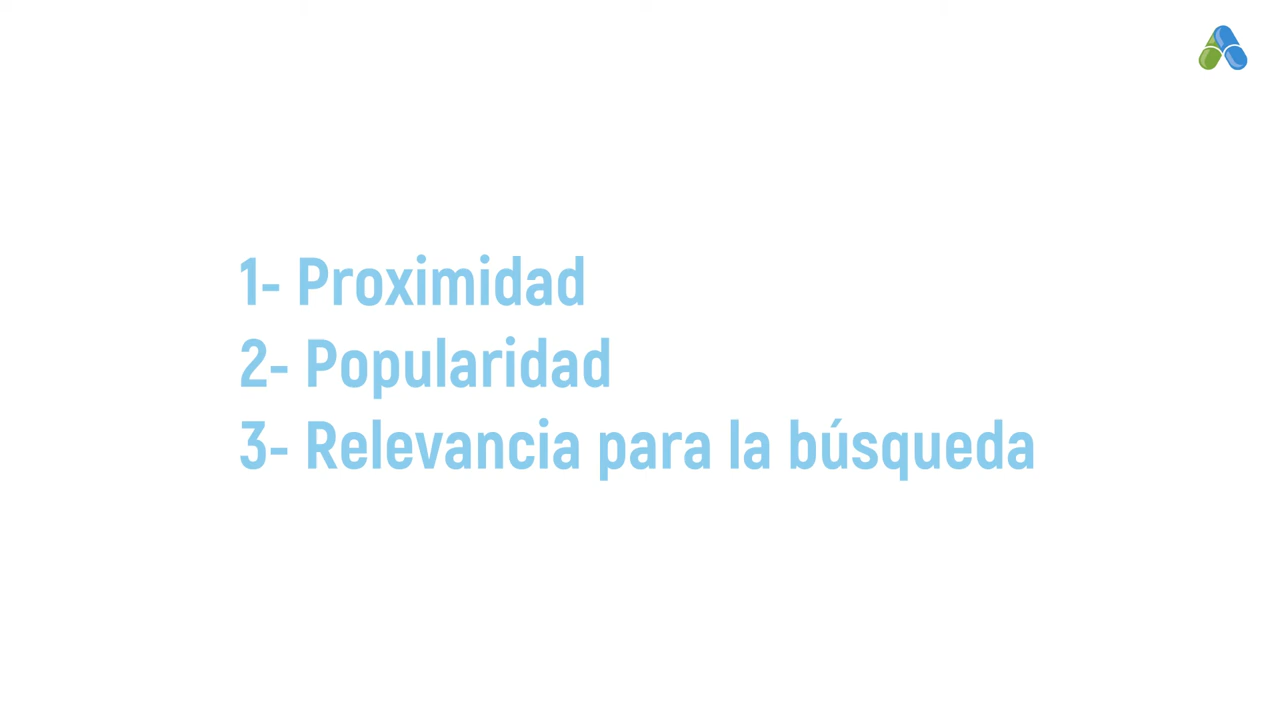 1- Proximidad
2- Popularidad
3- Relevancia para la búsqueda